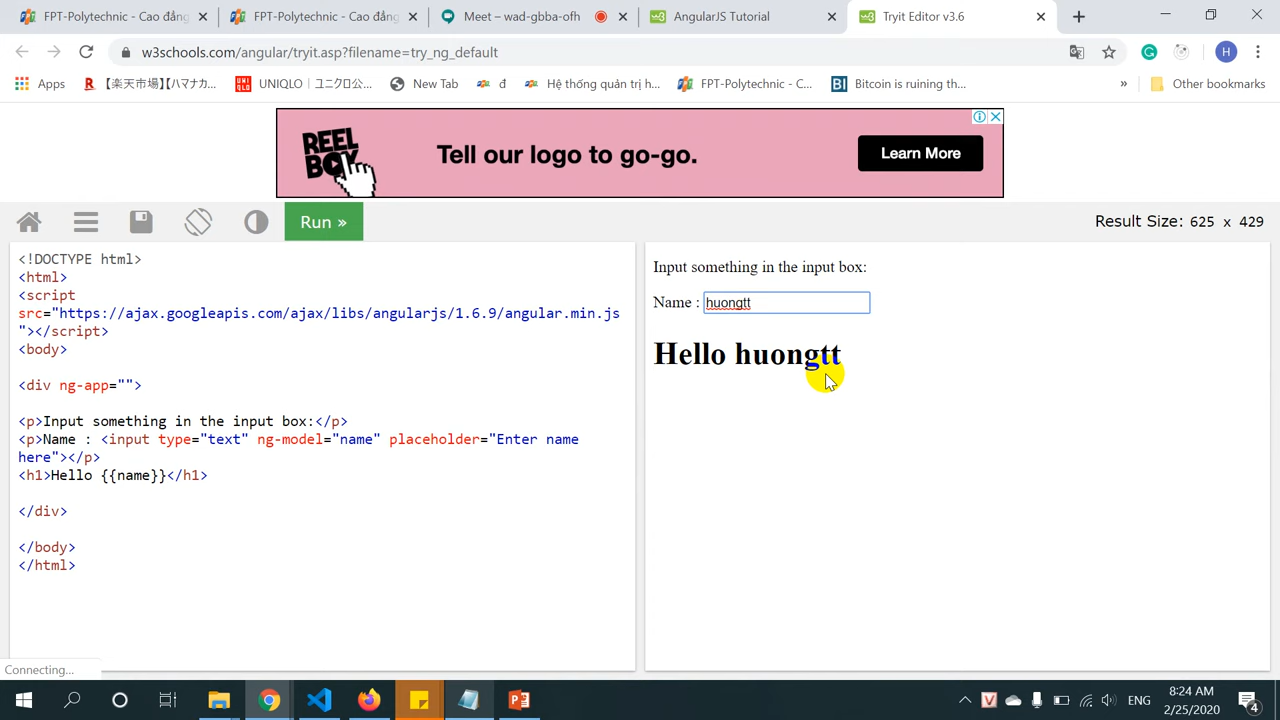 FPT-Polytechnic - Cao đẳng
FPT-Polytechnic - Cao đẳng
Meet – wad-gbba-ofh
AngularJS Tutorial
Tryit Editor v3.6
w3schools.com/angular/tryit.asp?filename=try_ng_default
H
Apps
【楽天市場】【ハマナカ...
UNIQLO｜ユニクロ公...
New Tab
đ
Hệ thống quản trị h...
FPT-Polytechnic - C...
BI
Bitcoin is ruining th...
»
Other bookmarks
REEL BOX
Tell our logo to go-go.
Learn More
Run »
Result Size: 625 x 429
<!DOCTYPE html>
<html>
<script
src="https://ajax.googleapis.com/ajax/libs/angularjs/1.6.9/angular.min.js
"></script>
<body>
<div ng-app="">
<p>Input something in the input box:</p>
<p>Name : <input type="text" ng-model="name" placeholder="Enter name
here"></p>
<h1>Hello {{name}}</h1>
</div>
</body>
</html>
Input something in the input box:
Name : huongtt
Hello huongtt
Connecting...
ENG
8:24 AM
2/25/2020
4